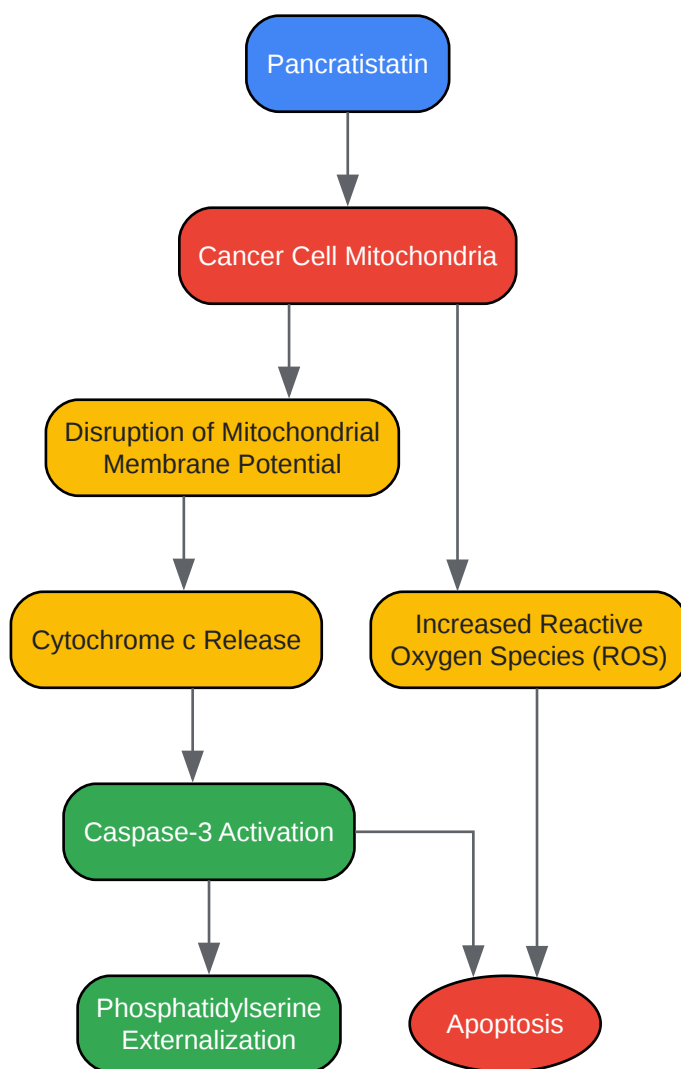 Pancratistatin
Cancer Cell Mitochondria
Disruption of Mitochondrial
Membrane Potential
Cytochrome c Release
Increased Reactive
Oxygen Species (ROS)
Caspase-3 Activation
Phosphatidylserine
Externalization
Apoptosis